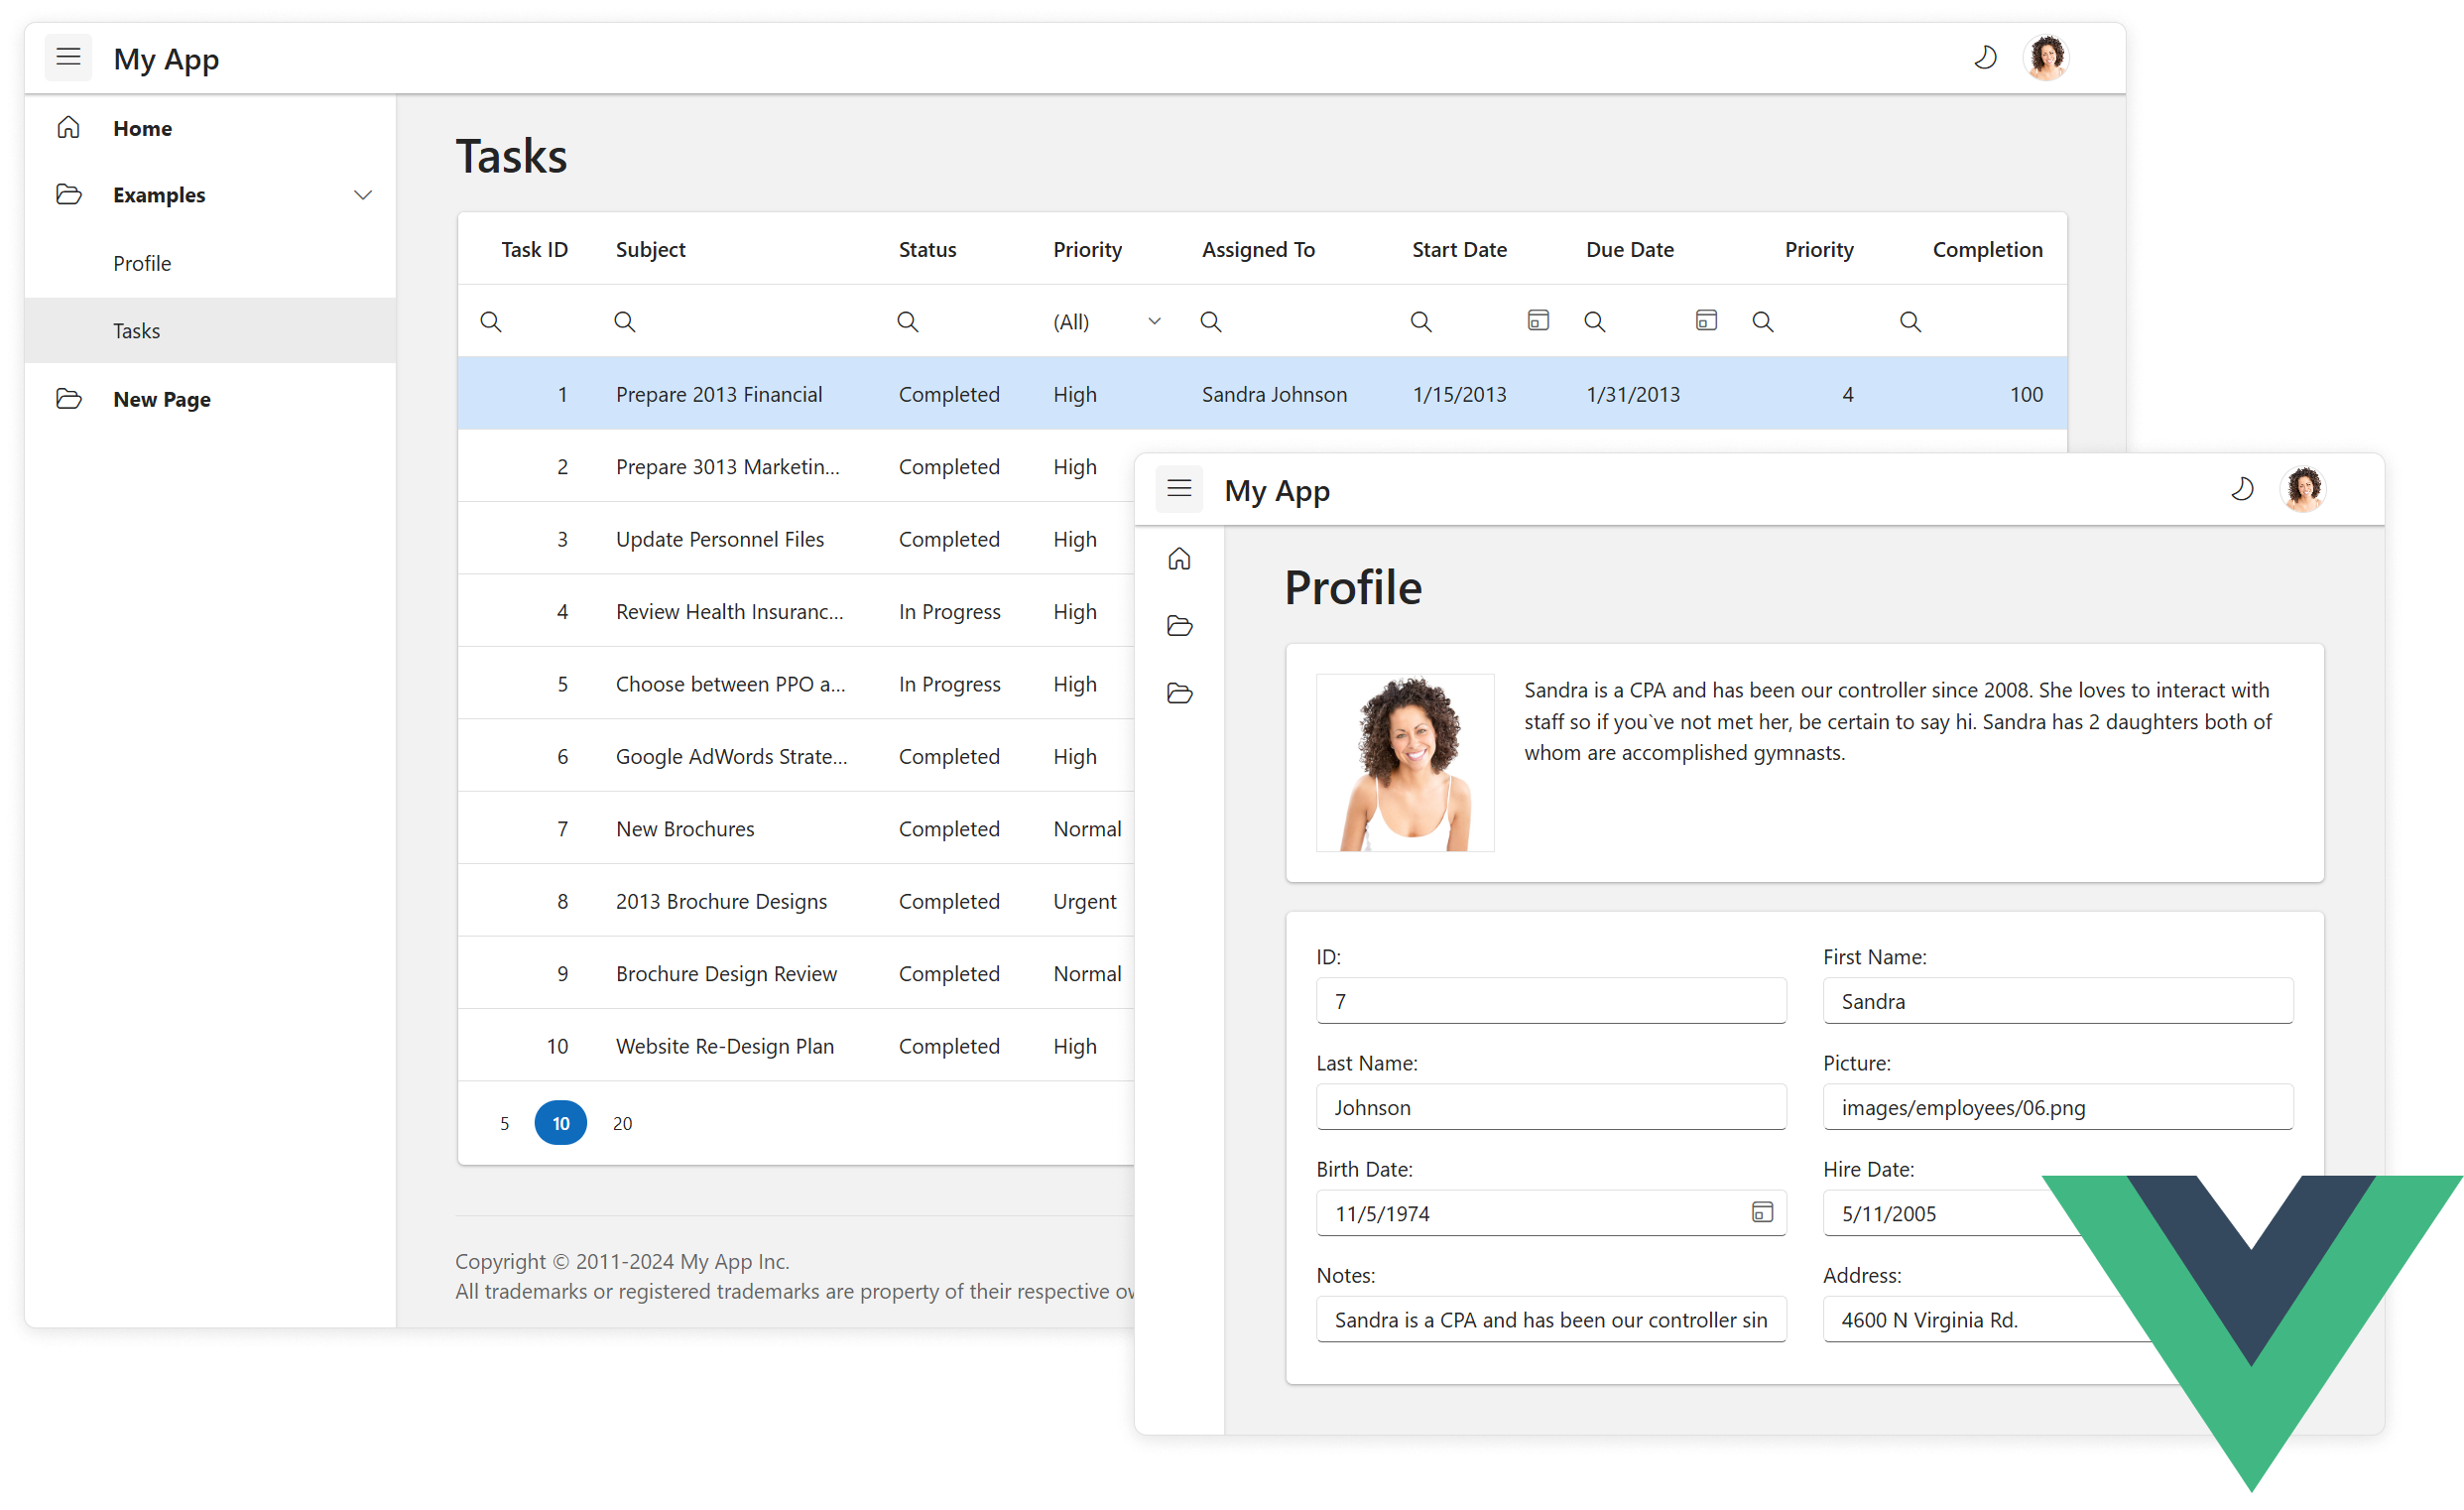 My App
Home
Examples
Profile
Tasks
New Page
Tasks
Task ID Subject Status Priority Assigned To Start Date Due Date Priority Completion
(All)
1 Prepare 2013 Financial Completed High Sandra Johnson 1/15/2013 1/31/2013 4 100
2 Prepare 3013 Marketin... Completed High
3 Update Personnel Files Completed High
4 Review Health Insuranc... In Progress High
5 Choose between PPO a... In Progress High
6 Google AdWords Strate... Completed High
7 New Brochures Completed Normal
8 2013 Brochure Designs Completed Urgent
9 Brochure Design Review Completed Normal
10 Website Re-Design Plan Completed High
5 10 20
Copyright © 2011-2024 My App Inc.
All trademarks or registered trademarks are property of their respective
My App
Profile
Sandra is a CPA and has been our controller since 2008. She loves to interact with
staff so if you`ve not met her, be certain to say hi. Sandra has 2 daughters both of
whom are accomplished gymnasts.
ID: First Name:
7 Sandra
Last Name: Picture:
Johnson images/employees/06.png
Birth Date: Hire Date:
11/5/1974 5/11/2005
Notes: Address:
Sandra is a CPA and has been our controller sin 4600 N Virginia Rd.